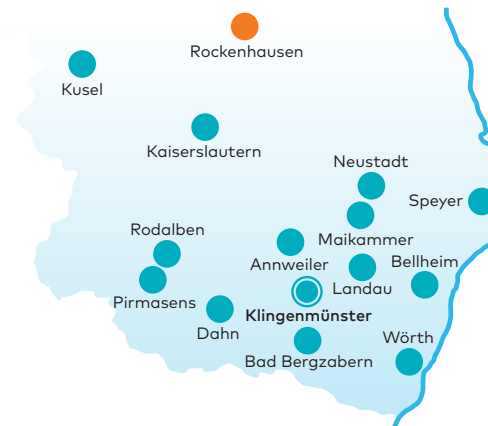 Rockenhausen
Kusel
Kaiserslautern
Neustadt
Speyer
Rodalben
Maikammer
Annweiler
Bellheim
Landau
Pirmasens
Klingenmünster
Dahn
Wörth
Bad Bergzabern